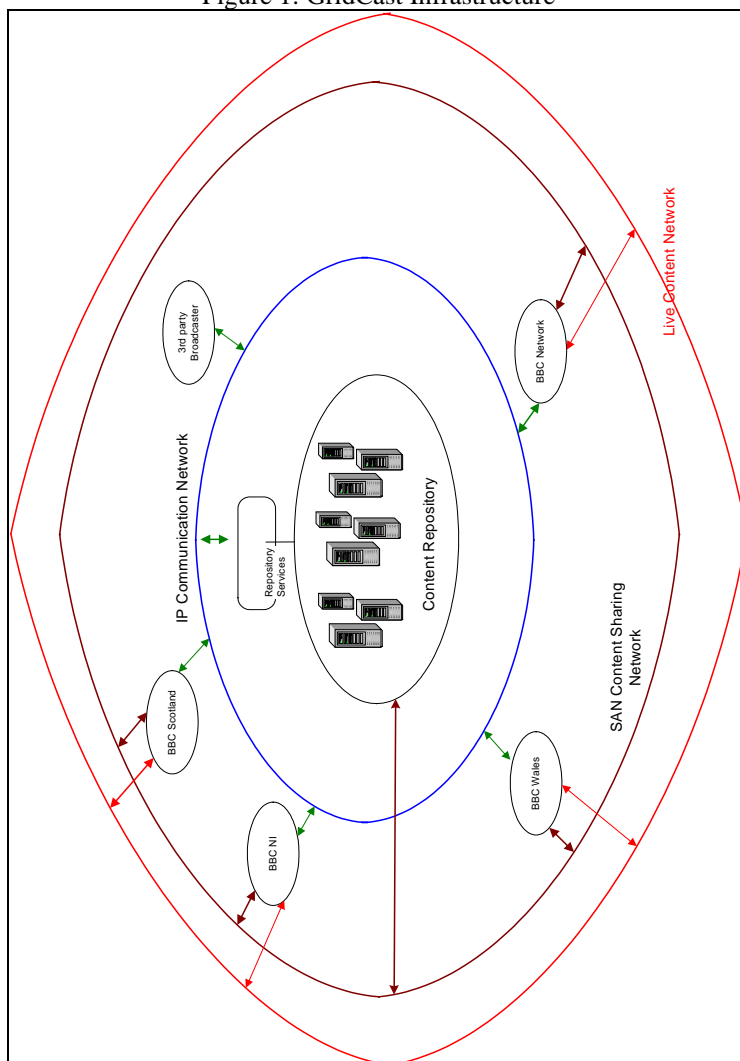 Figure 1: GridCast Infrastructure
Live Content Network
3rd party
Broadcaster
BBC Network
IP Communication Network
Repository
Services
Content Repository
SAN Content Sharing
Network
BBC Scotland
BBC NI
BBC Wales